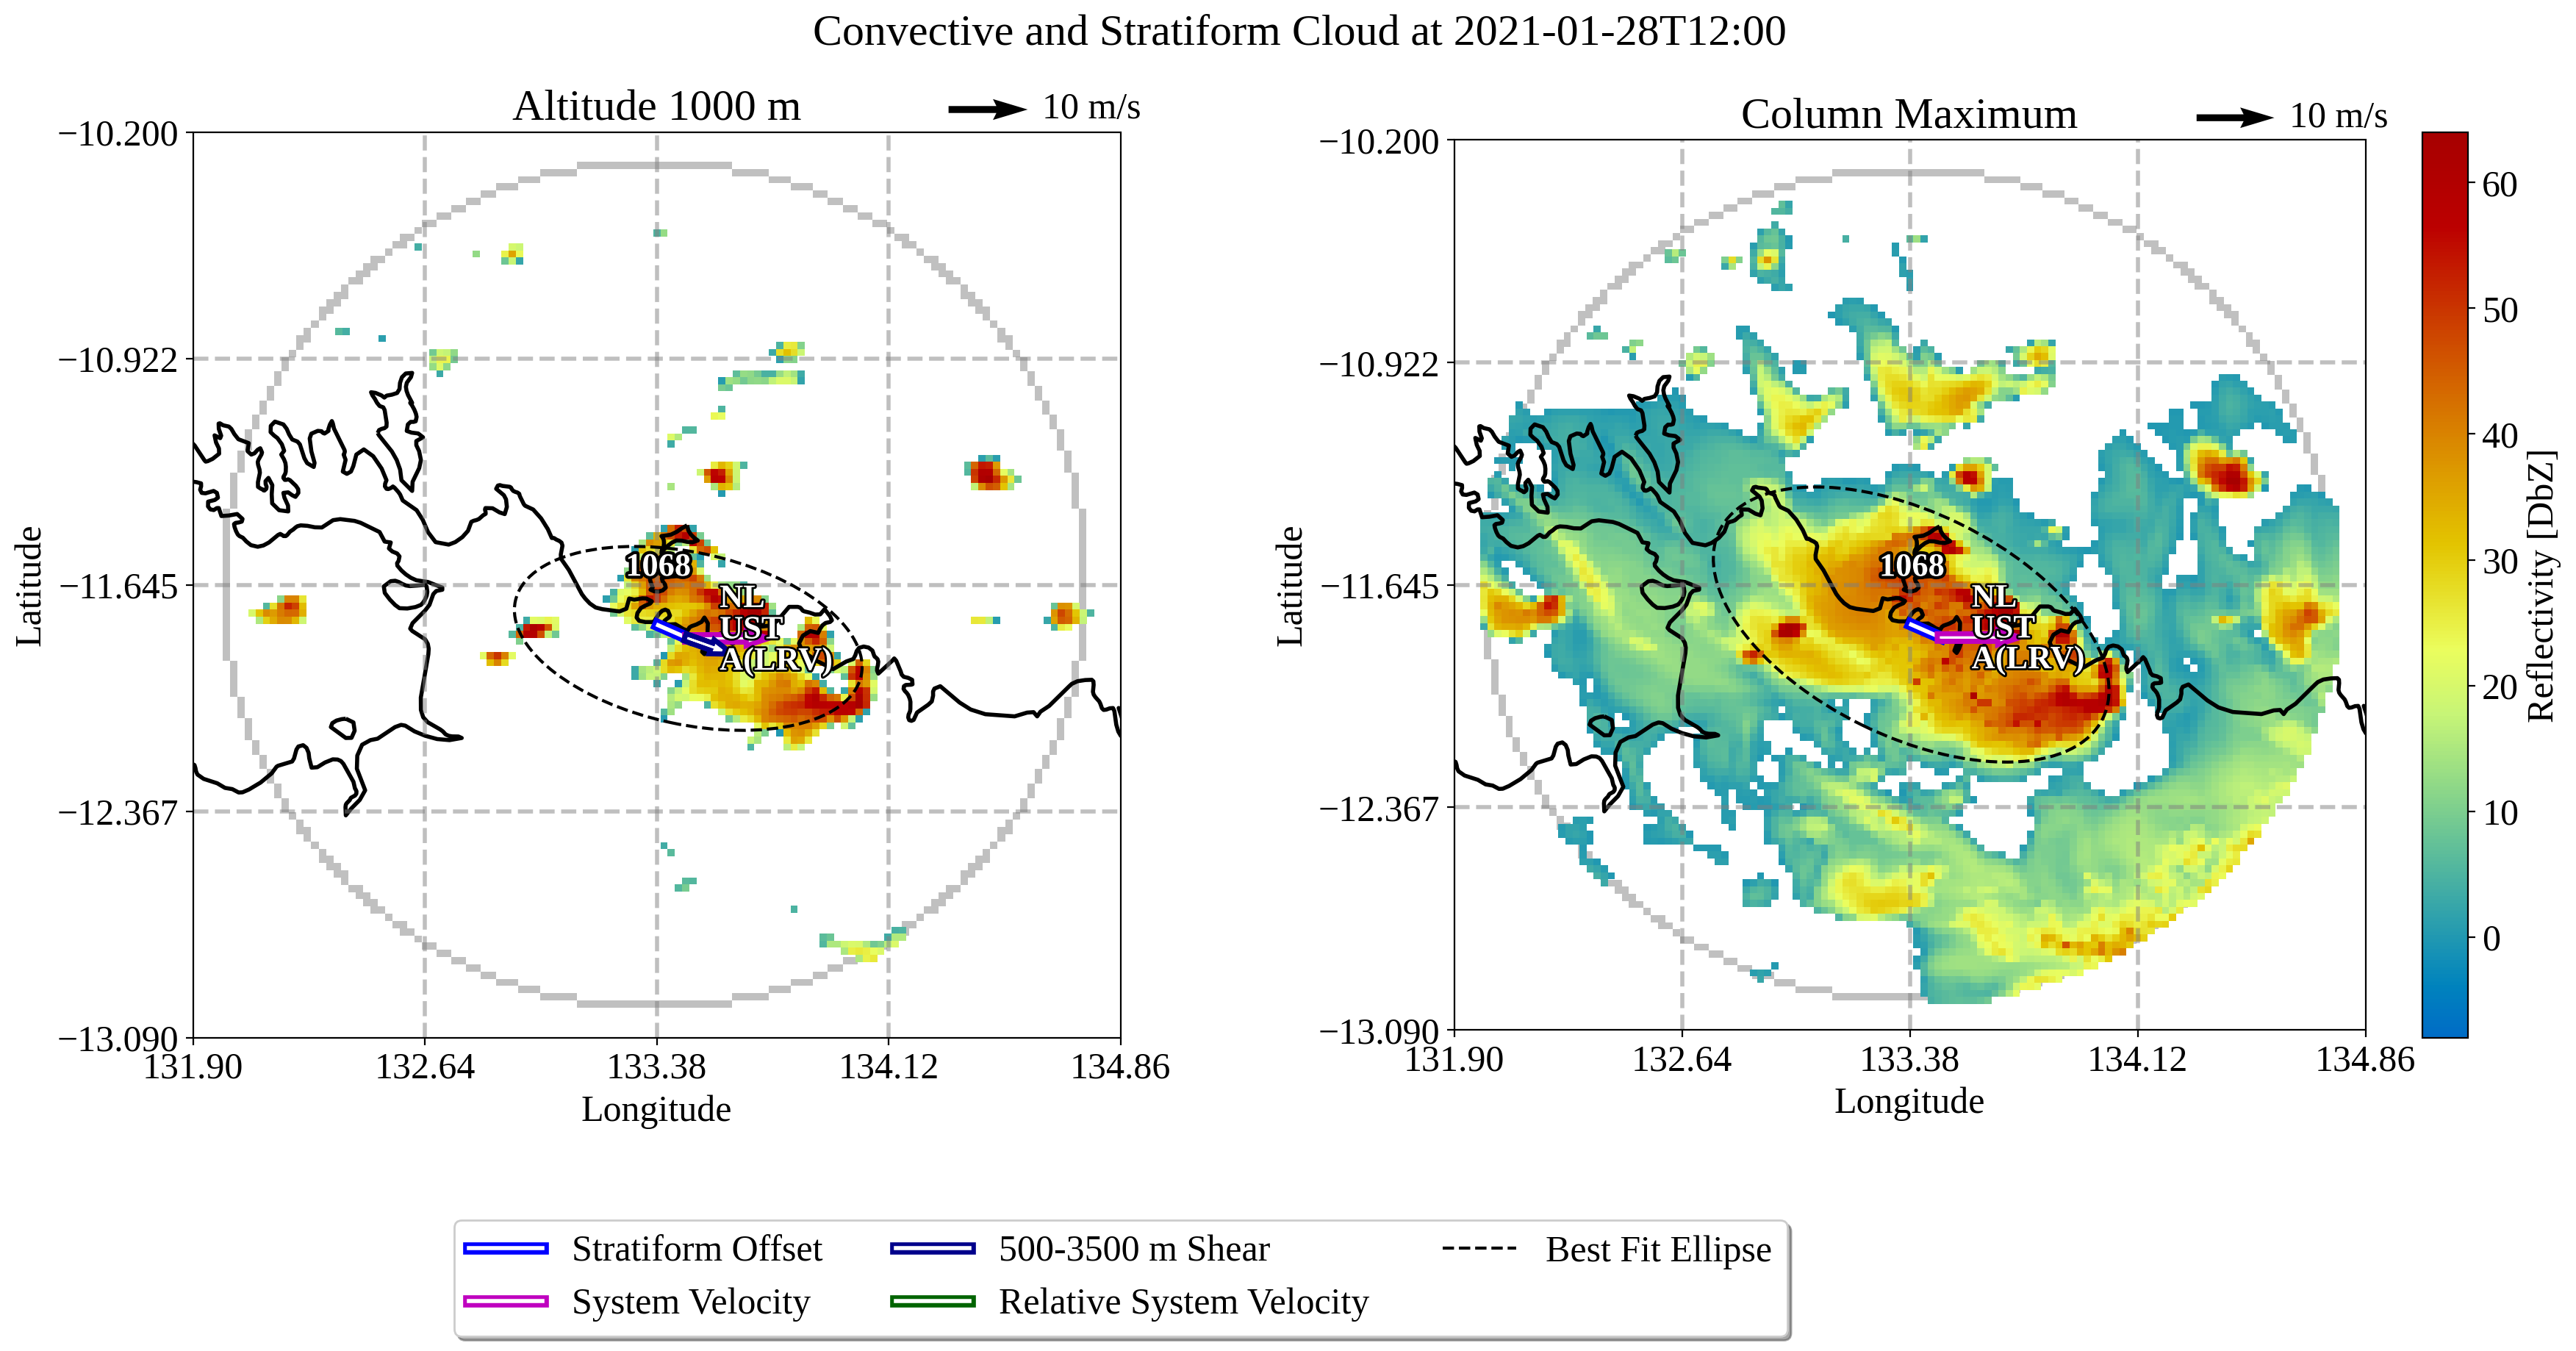 Convective and Stratiform Cloud at 2021-01-28T12:00
Altitude 1000 m
10 m/s
−10.200
−10.922
−11.645
−12.367
−13.090
Latitude
131.90
132.64
133.38
134.12
134.86
Longitude
1068
NL
UST
A(LRV)
Column Maximum
10 m/s
−10.200
−10.922
−11.645
−12.367
−13.090
Latitude
131.90
132.64
133.38
134.12
134.86
Longitude
1068
NL
UST
A(LRV)
60
50
40
30
20
10
0
Reflectivity [DbZ]
Stratiform Offset
System Velocity
500-3500 m Shear
Relative System Velocity
Best Fit Ellipse